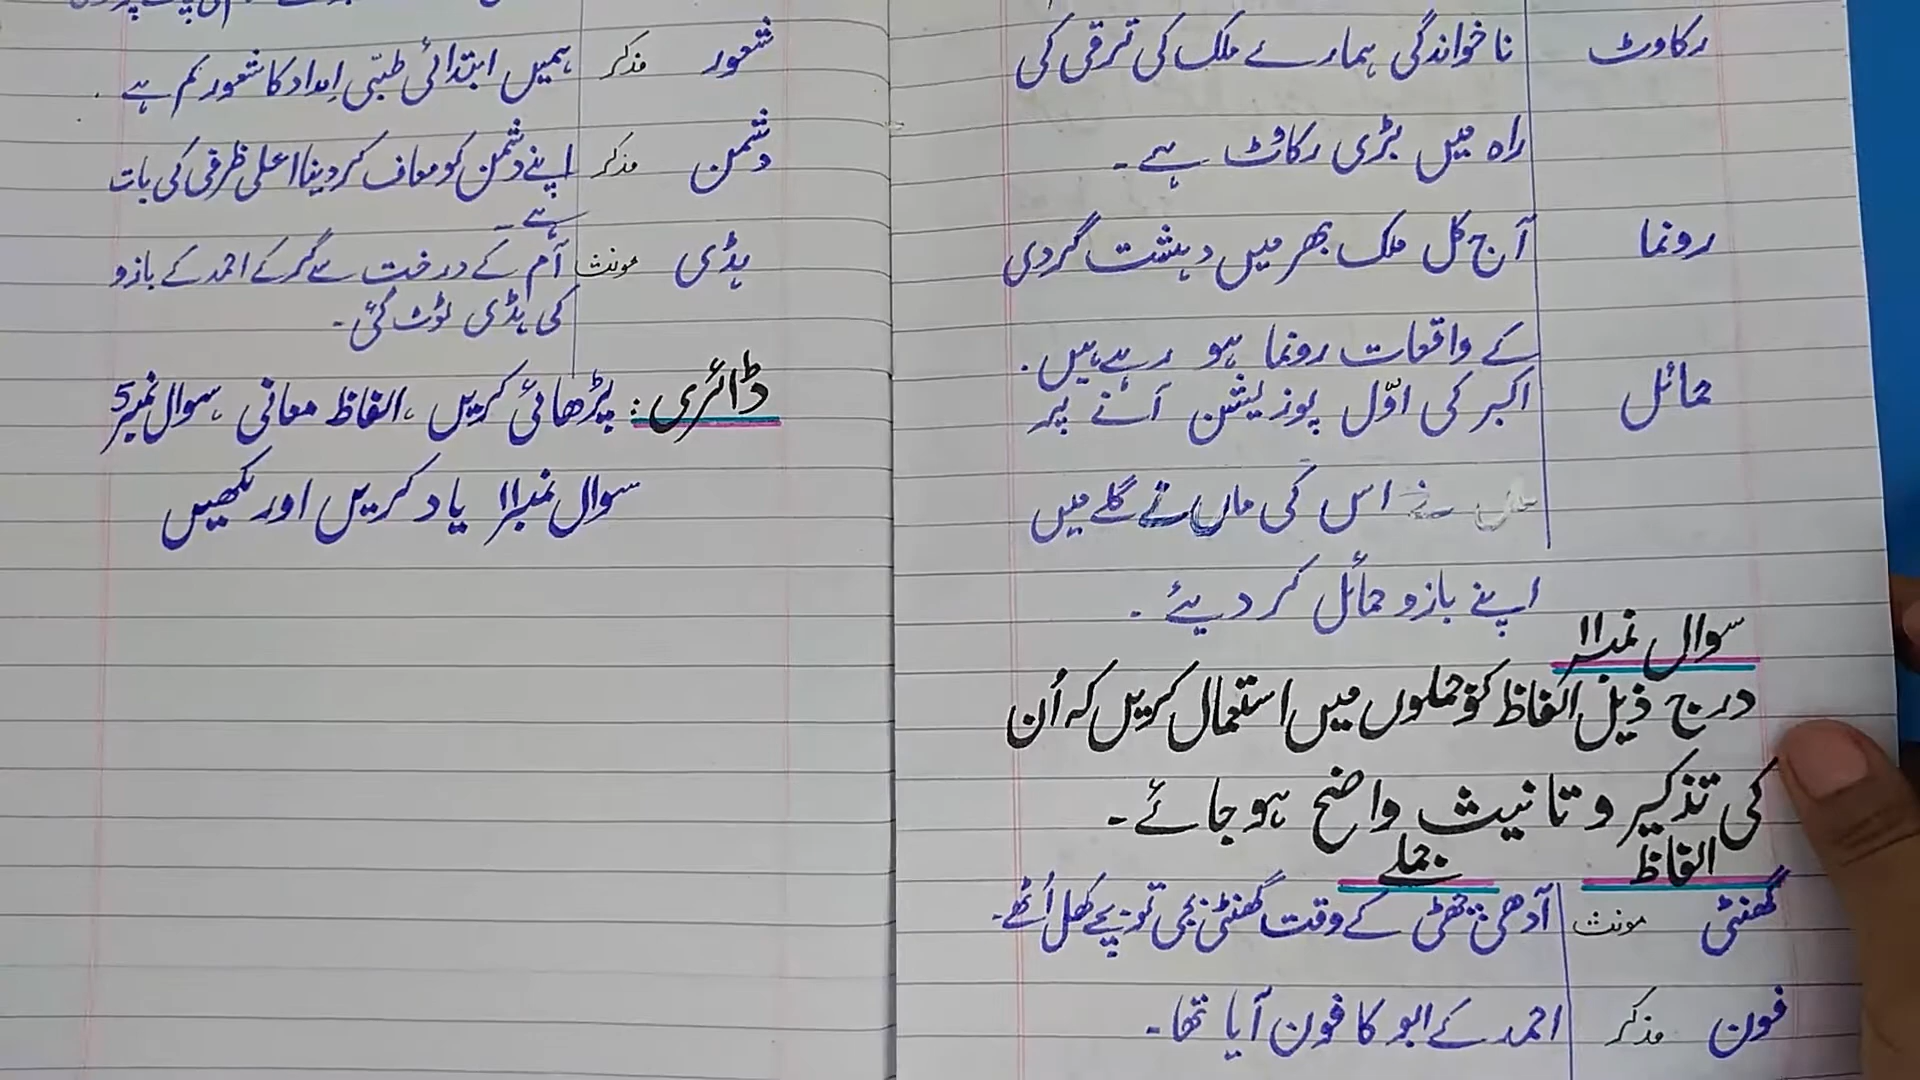 رکاوٹ ناخواندگی ہمارے ملک کی ترقی کی
راہ میں بڑی رکاوٹ ہے۔
رونما آج کل ملک بھر میں دہشت گردی
کے واقعات رونما ہو رہے ہیں۔
حمائل اکبر کی اوّل پوزیشن آنے پر
اس کی ماں نے گلے میں
اپنے بازو حمائل کر دیئے۔
سوال نمبر ۱۱
درج ذیل الفاظ کو جملوں میں استعمال کریں کہ اُن
کی تذکیر و تانیث واضح ہو جائے۔
الفاظ جملے
گھنٹی مونث آدھی چھٹی کے وقت گھنٹی بجی تو بچے کھل اُٹھے۔
فون مذکر احمد کے ابو کا فون آیا تھا۔
شعور مذکر ہمیں ابتدائی طبّی اِمداد کا شعور کم ہے۔
دشمن مذکر اپنے دشمن کو معاف کر دینا اعلی ظرفی کی بات
ہے۔
ہڈی مونث آم کے درخت سے گر کے احمد کے بازو
کی ہڈی ٹوٹ گئی۔
ڈائری: پڑھائی کریں، الفاظ معانی، سوال نمبر 5
سوال نمبر ۱۱ یاد کریں اور لکھیں